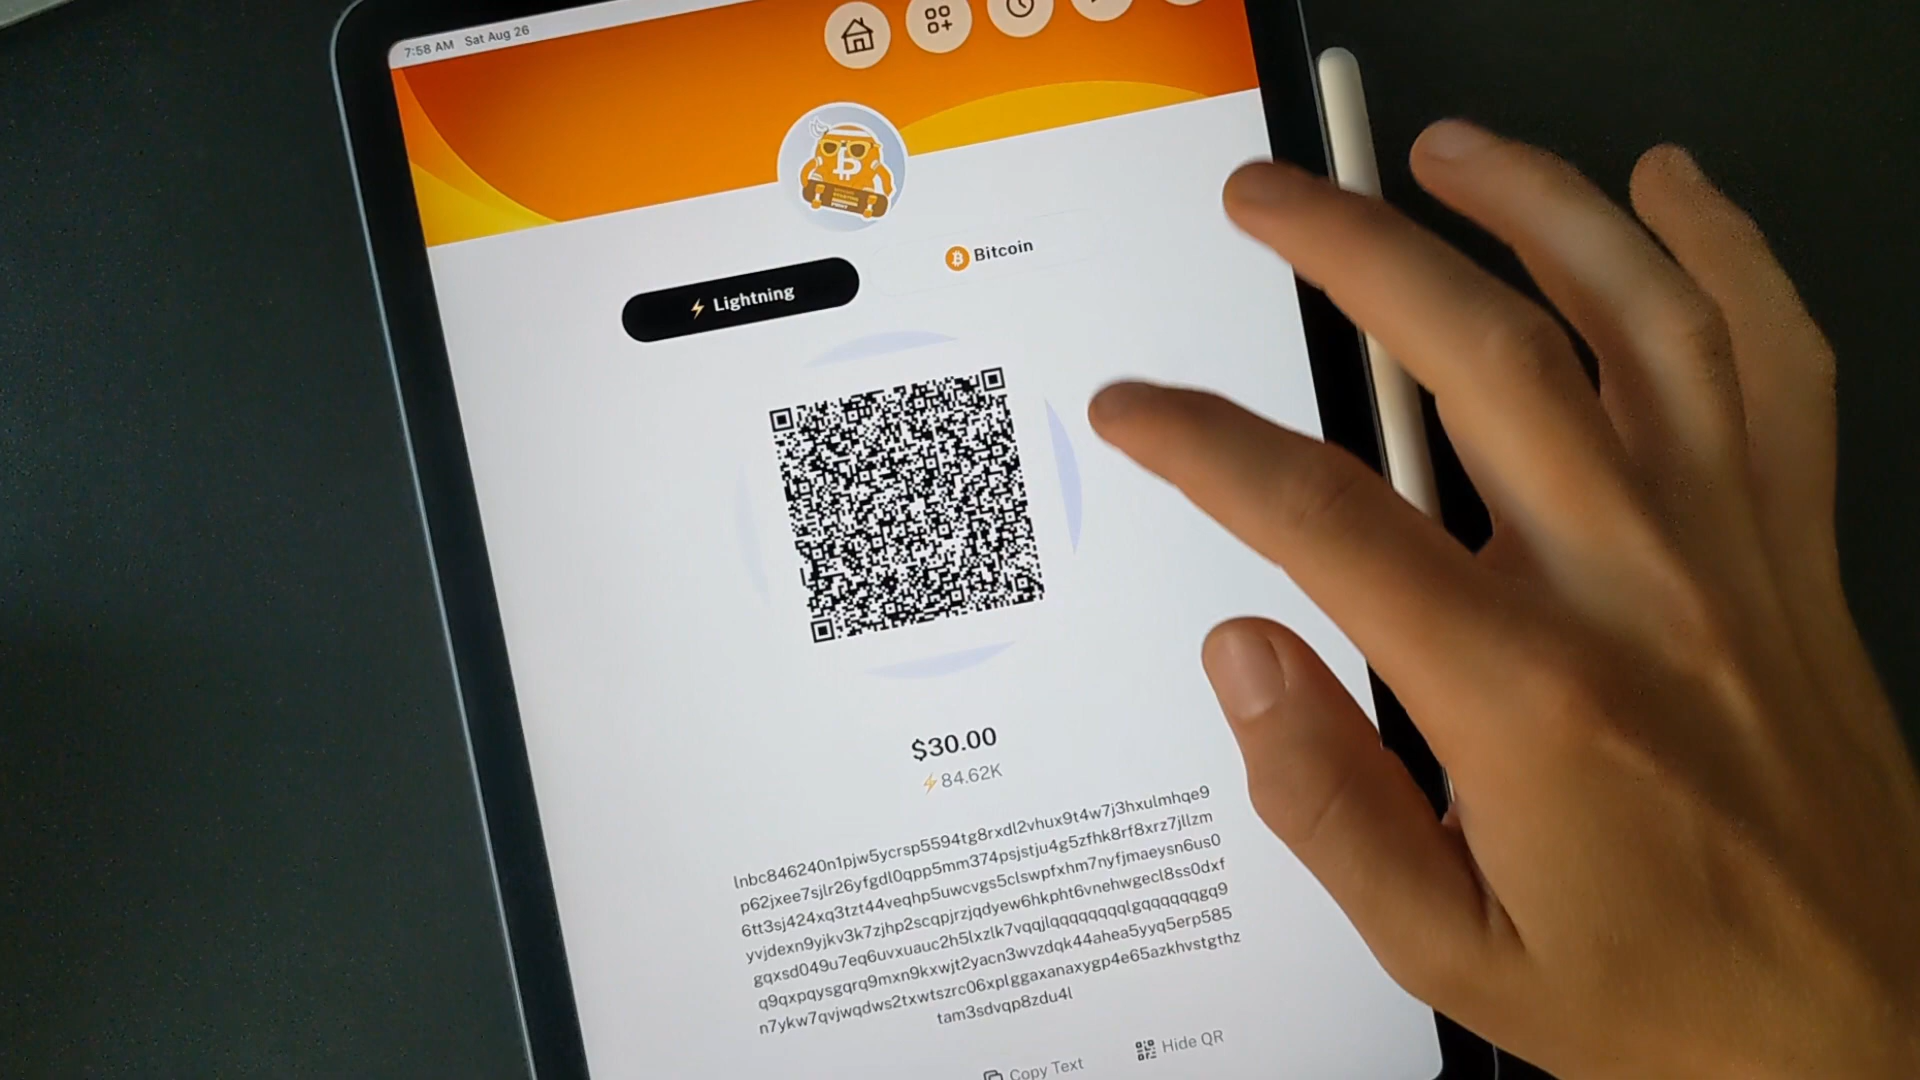 7:58 AM Sat Aug 26
⚡ Lightning
Bitcoin
$30.00
⚡84.62K
lnbc846240n1pjw5ycrsp5594tg8rxdl2vhux9t4w7j3hxulmhqe9
p62jxee7sjlr26yfgdl0qpp5mm374psjstju4g5zfhk8rf8xrz7jllzm
6tt3sj424xq3tzt44veqhp5uwcvgs5clswpfxhm7nyfjmaeysn6us0
yvjdexn9yjkv3k7zjhp2scqpjrzjqdyew6hkpht6vnehwgecl8ss0dxf
gqxsd049u7eq6uvxuauc2h5lxzlk7vqqjlqqqqqqqqlgqqqqqqgq9
q9qxpqysgqrq9mxn9kxwjt2yacn3wvzdqk44ahea5yyq5erp585
n7ykw7qvjwqdws2txwtszrc06xplggaxanaxygp4e65azkhvstgthz
tam3sdvqp8zdu4l
Copy Text
Hide QR